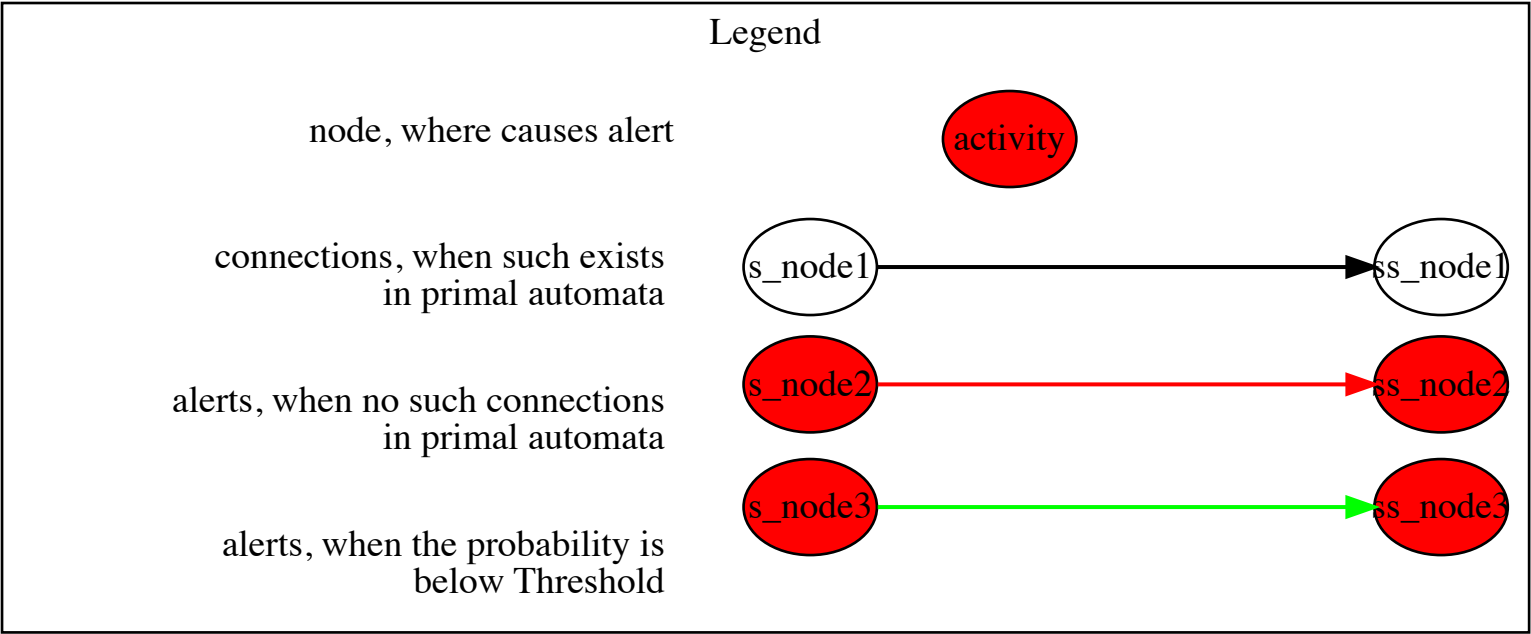 Legend
node, where causes alert
activity
connections, when such exists
in primal automata
s_node1
ss_node1
alerts, when no such connections
in primal automata
s_node2
ss_node2
alerts, when the probability is
below Threshold
s_node3
ss_node3